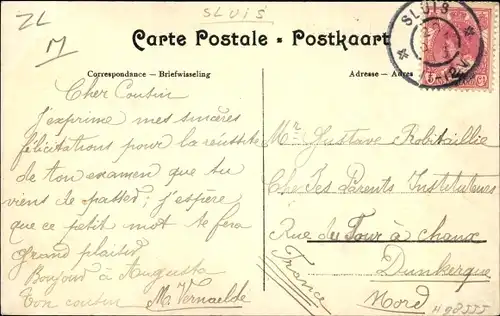 ZL
M
SLUIS
Carte Postale - Postkaart
SLUIS
Correspondance — Briefwisseling
Adresse — Adres
Cher Cousin
J'exprime mes sincères
félicitations pour la réussite
de ton examen que tu
viens de passer; j'espère
que ce petit mot te fera
Grand plaisir
Bonjour à Augusta
Ton cousin M. Vernaelde
Mr Gustave Robitaillie
Chez Ses Parents Instituteurs
Rue du Four à Chaux
Dunkerque
Nord
(France)
H98555